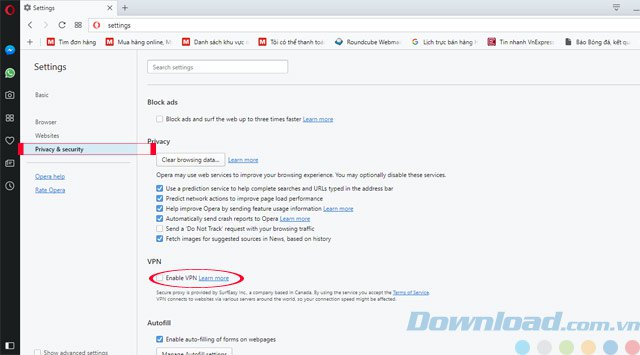 Settings
settings
Tìm đơn hàng
Mua hàng online, M
Danh sách khu vực
Tôi có thể thanh toán
Roundcube Webma
Lịch trực bán hàng
Tin nhanh VnExpres
Báo Bóng đá, kết qu
Settings
Search settings
Basic
Browser
Websites
Privacy & security
Opera help
Rate Opera
Block ads
Block ads and surf the web up to three times faster Learn more
Privacy
Clear browsing data... Learn more
Opera may use web services to improve your browsing experience. You may optionally disable these services.
Use a prediction service to help complete searches and URLs typed in the address bar
Predict network actions to improve page load performance
Help improve Opera by sending feature usage information Learn more
Automatically send crash reports to Opera Learn more
Send a 'Do Not Track' request with your browsing traffic
Fetch images for suggested sources in News, based on history
VPN
Enable VPN Learn more
Secure proxy is provided by SurfEasy Inc, a company based in Canada. By using the service you accept the Terms of Service.
VPN connects to websites via various servers around the world, so your connection speed might be affected.
Autofill
Enable auto-filling of forms on webpages
Manage Autofill settings
Show advanced settings
Download.com.vn